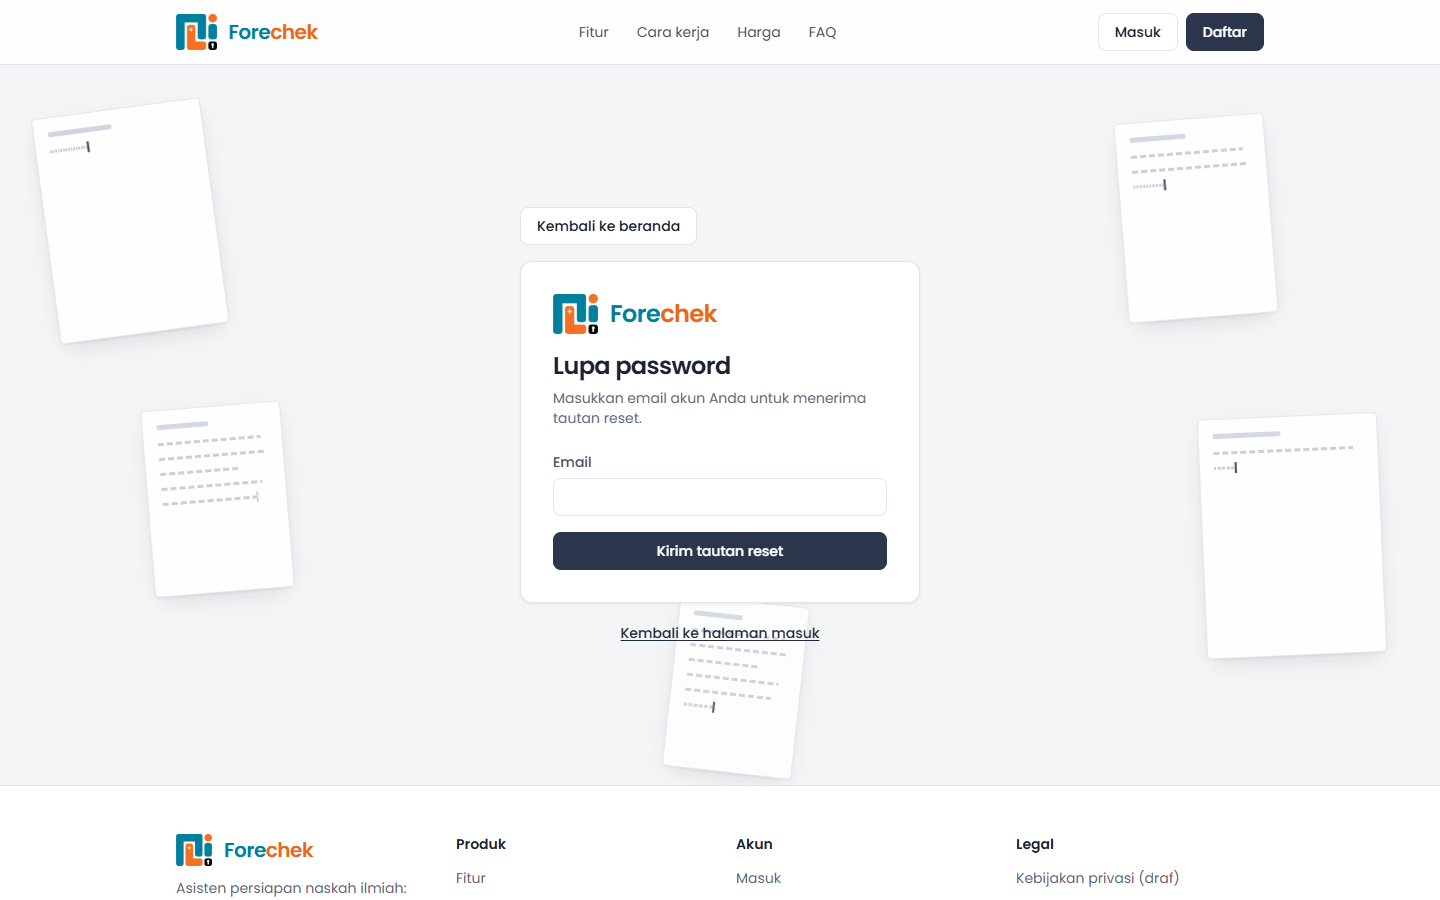 Forechek
Fitur
Cara kerja
Harga
FAQ
Masuk
Daftar
Kembali ke beranda
Forechek
Lupa password
Masukkan email akun Anda untuk menerima
tautan reset.
Email
Kirim tautan reset
Kembali ke halaman masuk
Forechek
Asisten persiapan naskah ilmiah:
Produk
Fitur
Akun
Masuk
Legal
Kebijakan privasi (draf)